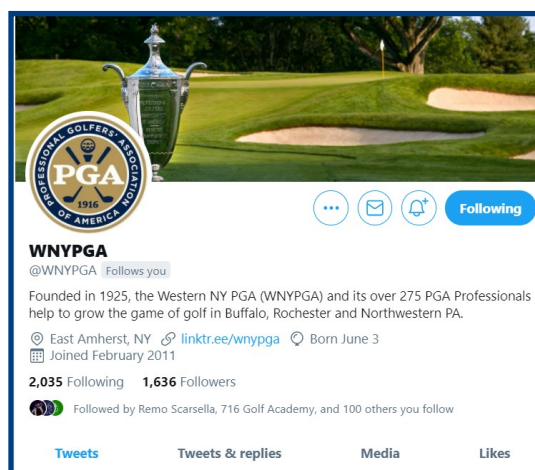 PROFESSIONAL GOLFERS' ASSOCIATION
PGA
1916
OF AMERICA
Following
WNYPGA
@WNYPGA Follows you
Founded in 1925, the Western NY PGA (WNYPGA) and its over 275 PGA Professionals
help to grow the game of golf in Buffalo, Rochester and Northwestern PA.
East Amherst, NY linktr.ee/wnypga Born June 3
Joined February 2011
2,035 Following 1,636 Followers
Followed by Remo Scarsella, 716 Golf Academy, and 100 others you follow
Tweets Tweets & replies Media Likes